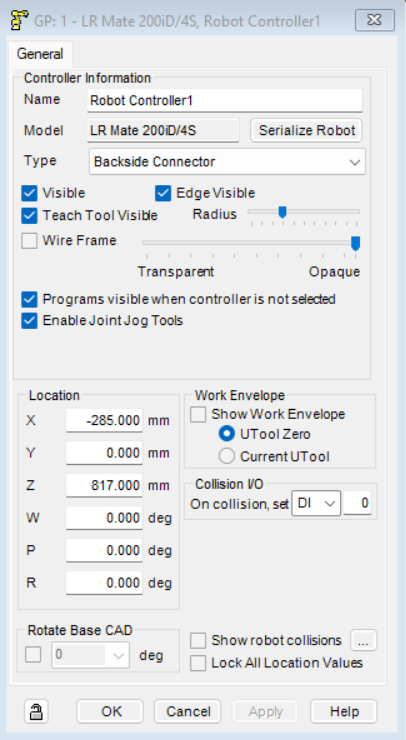 GP: 1 - LR Mate 200iD/4S, Robot Controller1
General
Controller Information
Name Robot Controller1
Model LR Mate 200iD/4S Serialize Robot
Type Backside Connector
Visible Edge Visible
Teach Tool Visible Radius
Wire Frame
Transparent Opaque
Programs visible when controller is not selected
Enable Joint Jog Tools
Location
X -285.000 mm
Y 0.000 mm
Z 817.000 mm
W 0.000 deg
P 0.000 deg
R 0.000 deg
Work Envelope
Show Work Envelope
UTool Zero
Current UTool
Collision I/O
On collision, set DI 0
Rotate Base CAD
0 deg
Show robot collisions ...
Lock All Location Values
OK Cancel Apply Help